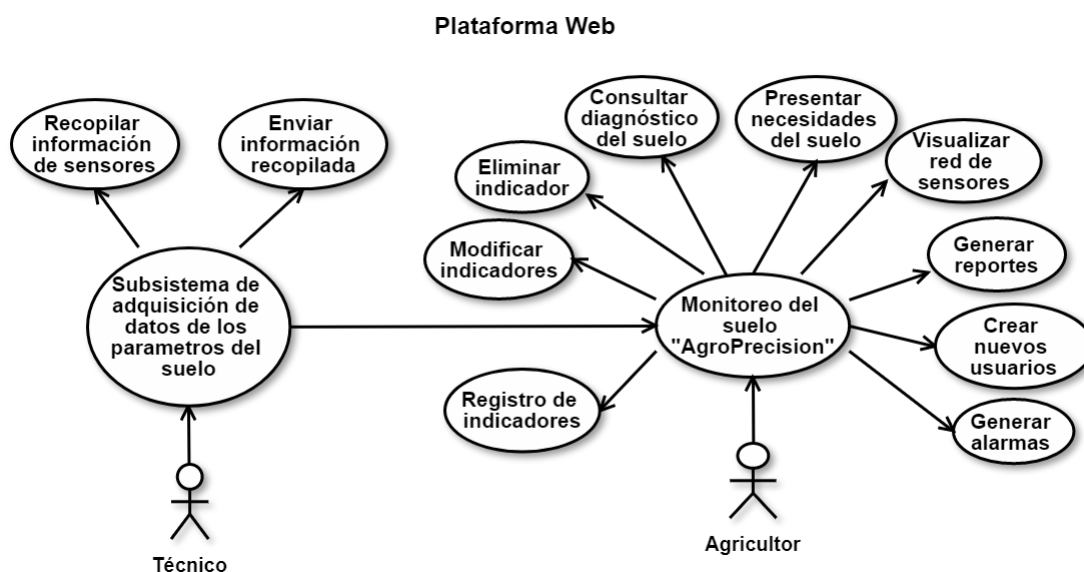 Plataforma Web
Recopilar
información
de sensores
Enviar
información
recopilada
Consultar
diagnóstico
del suelo
Presentar
necesidades
del suelo
Visualizar
red de
sensores
Eliminar
indicador
Modificar
indicadores
Generar
reportes
Subsistema de
adquisición de
datos de los
parametros del
suelo
Monitoreo del
suelo
"AgroPrecision"
Crear
nuevos
usuarios
Registro de
indicadores
Generar
alarmas
Técnico
Agricultor